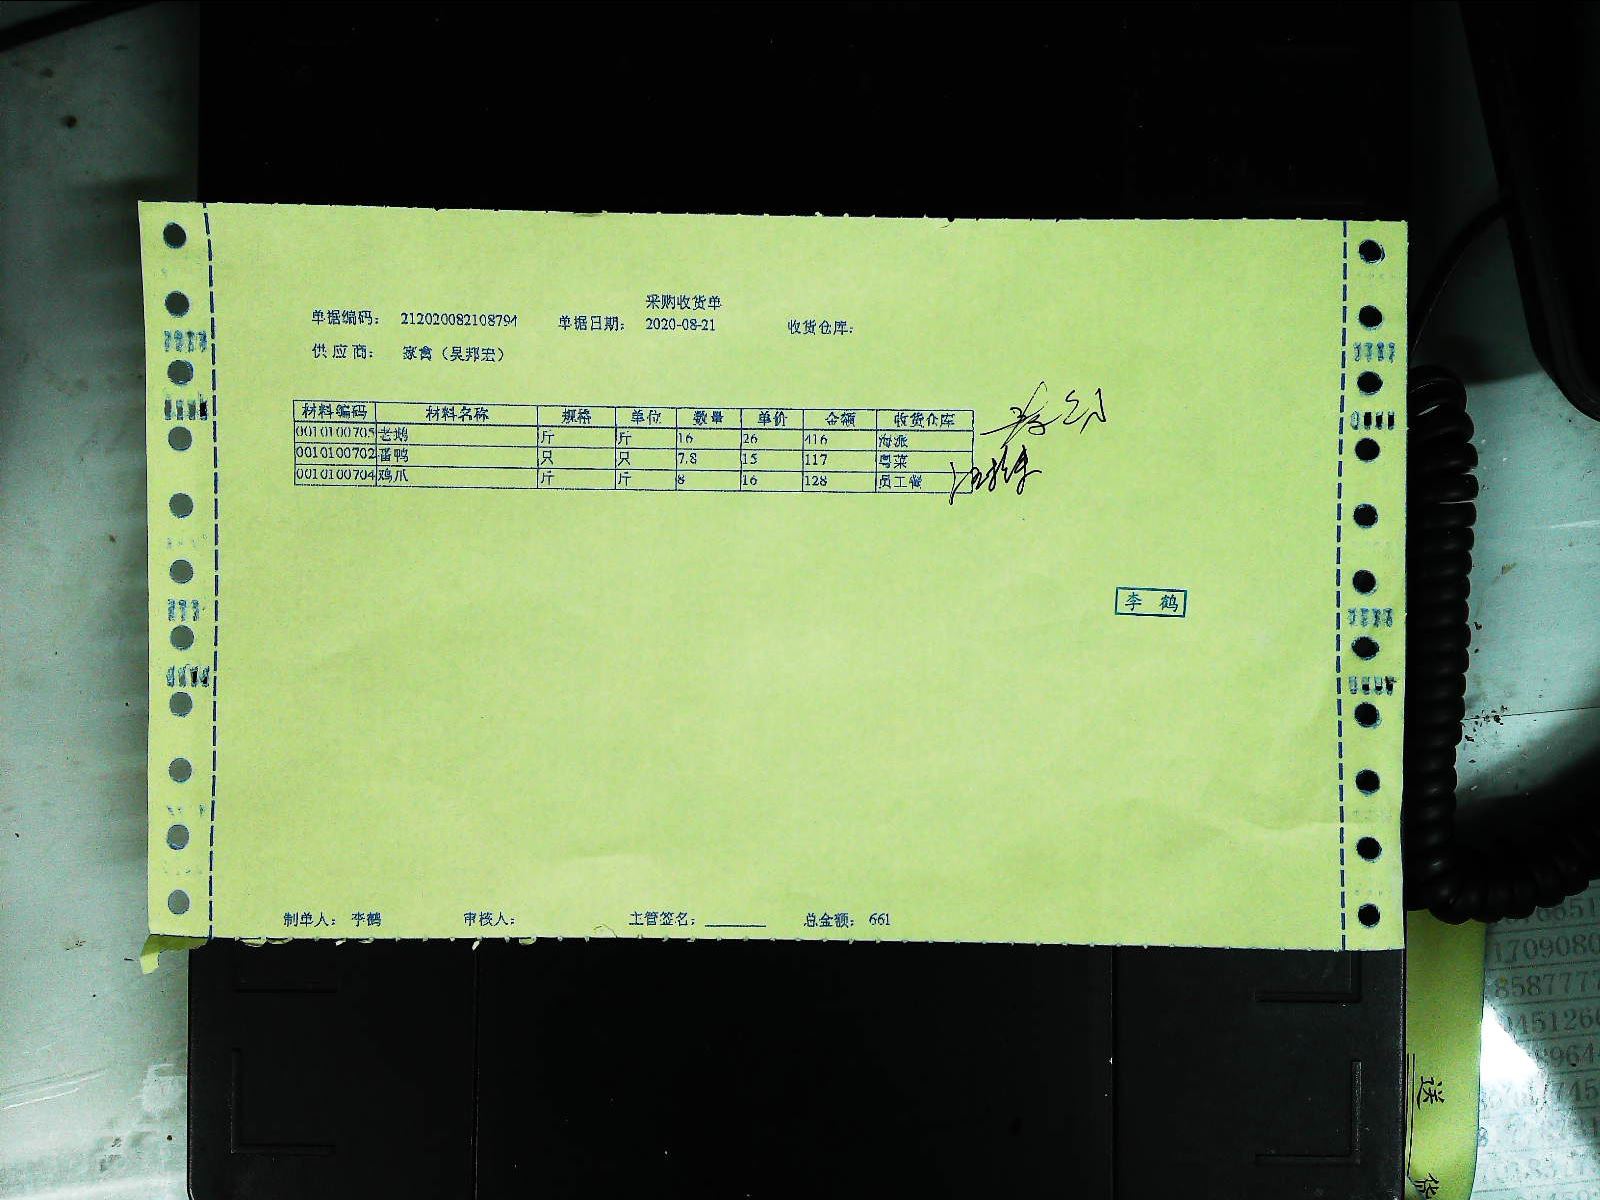 采购收货单
单据编码： 212020082108794 单据日期： 2020-08-21 收货仓库：
供应商： 家禽（吴邦宏）
材料编码 材料名称 规格 单位 数量 单价 金额 收货仓库
0010100705 老鹅 斤 斤 16 26 416 海派
0010100702 番鸭 只 只 7.8 15 117 粤菜
0010100704 鸡爪 斤 斤 8 16 128 员工餐
李 鹤
制单人： 李鹤 审核人： 主管签名： 总金额： 661
709080
858777
送
货